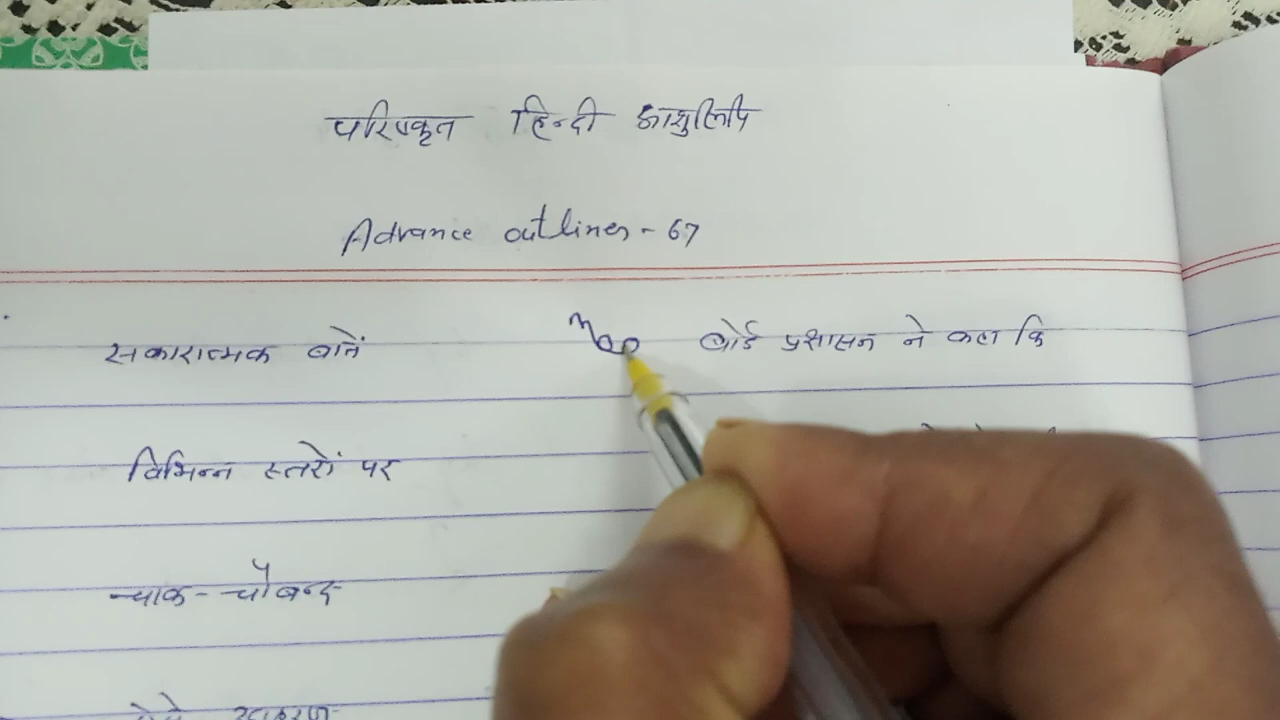 परिष्कृत हिन्दी आशुलिपि
Advance outlines - 67
सकारात्मक बातें
बोर्ड प्रशासन ने कहा कि
विभिन्न स्तरों पर
चाक-चौबन्द